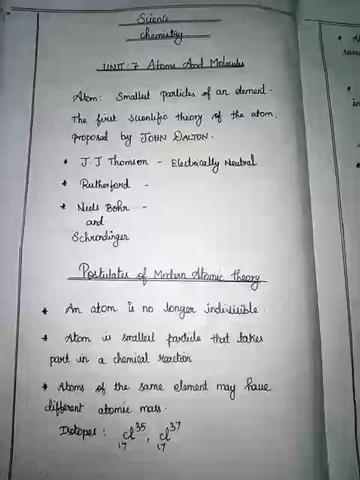 Science
Chemistry
UNIT: 7 Atoms And Molecules
Atom: Smallest particles of an element.
The first scientific theory of the atom.
proposed by JOHN DALTON.
* J.J Thomson - Electrically Neutral
* Rutherford -
* Niels Bohr -
and
Schrondinger
Postulates of Modern Atomic theory
* An atom is no longer indivisible.
* Atom is smallest particle that takes
part in a chemical reaction
* Atoms of the same element may have
different atomic mass.
Isotopes: ₁₇Cl³⁵, ₁₇Cl³⁷